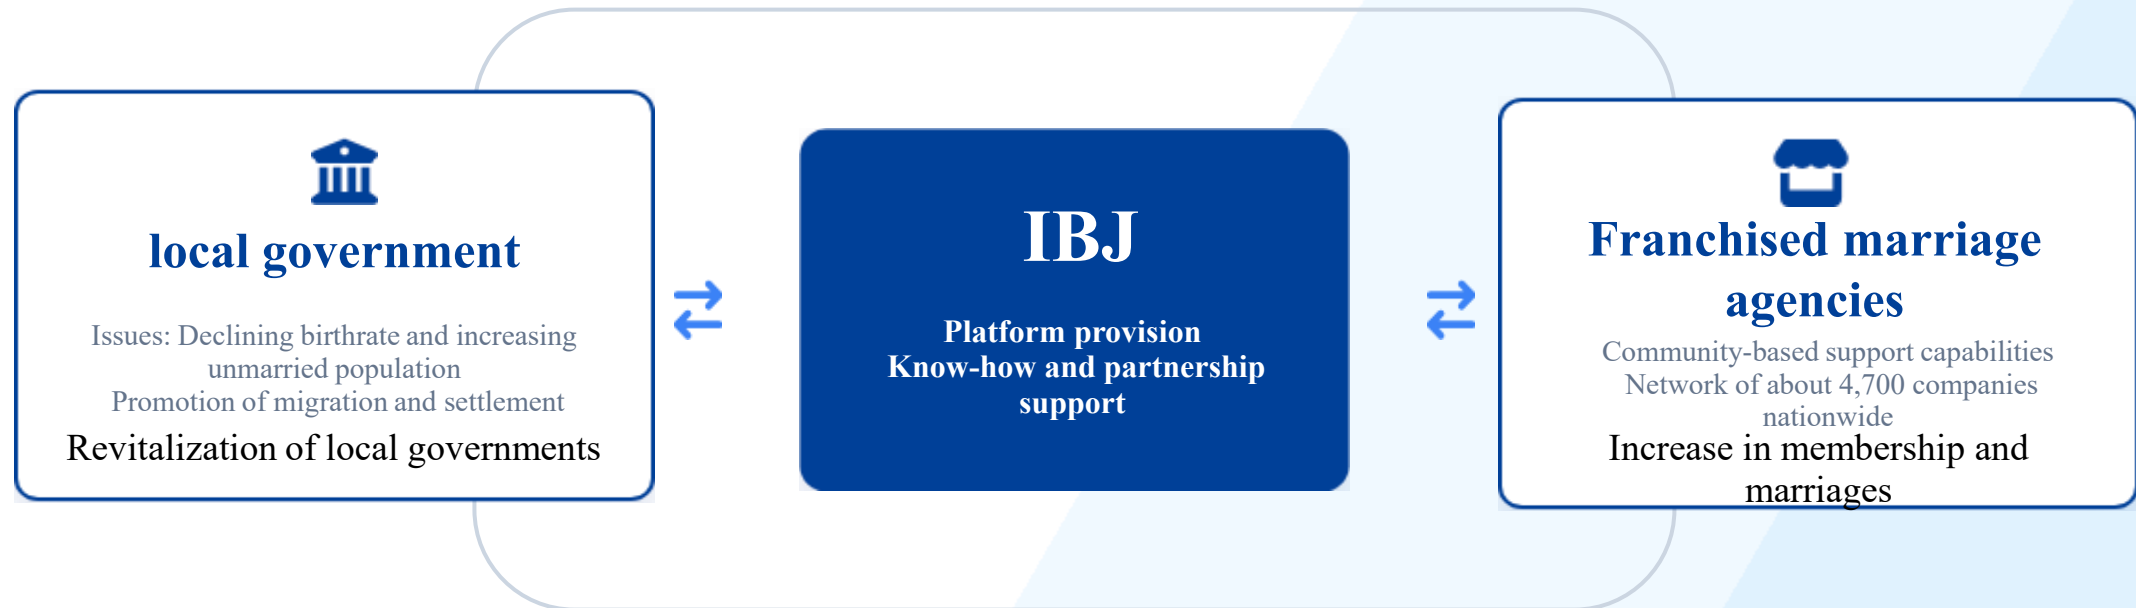 local government
Issues: Declining birthrate and increasing
unmarried population
Promotion of migration and settlement
Revitalization of local governments
IBJ
Platform provision
Know-how and partnership
support
Franchised marriage
agencies
Community-based support capabilities
Network of about 4,700 companies
nationwide
Increase in membership and
marriages